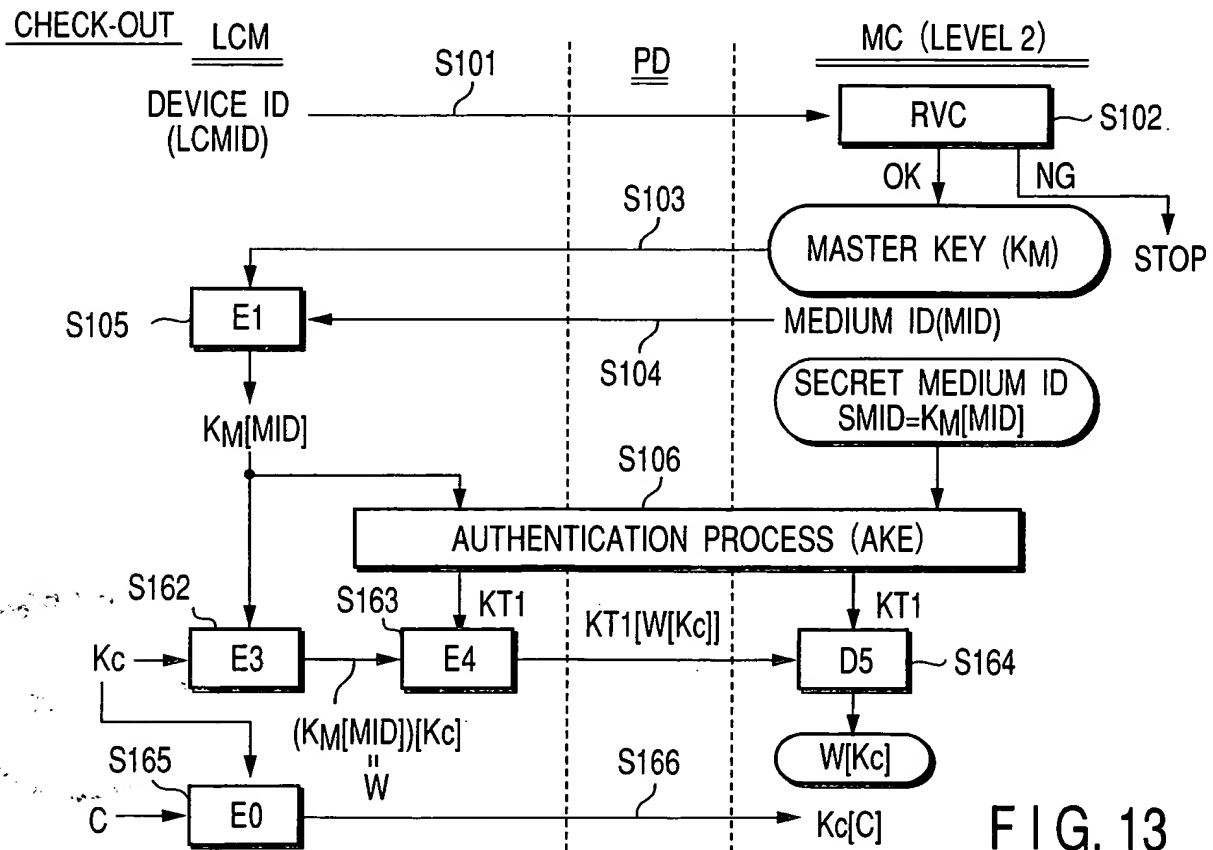 CHECK-OUT
LCM
PD
MC (LEVEL 2)
DEVICE ID
(LCMID)
S101
RVC
S102
OK
NG
STOP
S103
MASTER KEY (KM)
S105
E1
MEDIUM ID(MID)
S104
KM[MID]
SECRET MEDIUM ID
SMID=KM[MID]
S106
AUTHENTICATION PROCESS (AKE)
S162
S163
KT1
KT1[W[Kc]]
KT1
Kc
E3
E4
D5
S164
(KM[MID])[Kc]
"
W
W[Kc]
S165
S166
C
E0
Kc[C]
FIG. 13